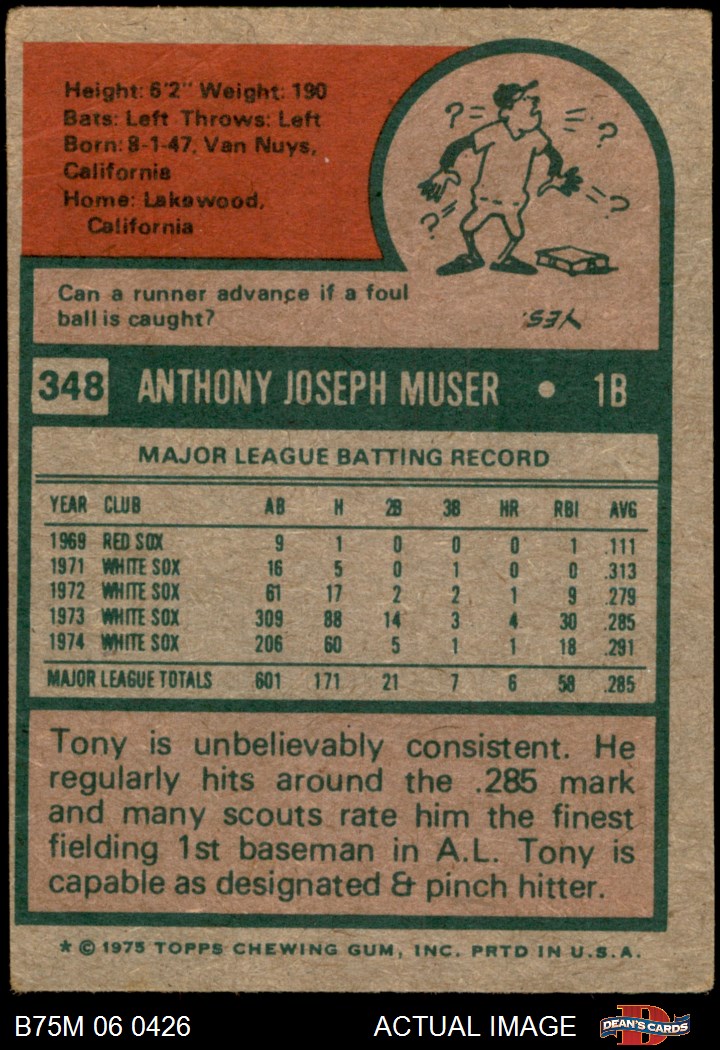 Height: 6'2" Weight: 190
Bats: Left Throws: Left
Born: 8-1-47, Van Nuys,
California
Home: Lakewood,
California
? = ?
? ?
Can a runner advance if a foul
ball is caught?
YES.
348 ANTHONY JOSEPH MUSER • 1B
MAJOR LEAGUE BATTING RECORD
YEAR CLUB AB H 2B 3B HR RBI AVG
1969 RED SOX 9 1 0 0 0 1 .111
1971 WHITE SOX 16 5 0 1 0 0 .313
1972 WHITE SOX 61 17 2 2 1 9 .279
1973 WHITE SOX 309 88 14 3 4 30 .285
1974 WHITE SOX 206 60 5 1 1 18 .291
MAJOR LEAGUE TOTALS 601 171 21 7 6 58 .285
Tony is unbelievably consistent. He
regularly hits around the .285 mark
and many scouts rate him the finest
fielding 1st baseman in A.L. Tony is
capable as designated & pinch hitter.
* © 1975 TOPPS CHEWING GUM, INC. PRTD IN U.S.A.
B75M 06 0426 ACTUAL IMAGE D DEAN'S CARDS